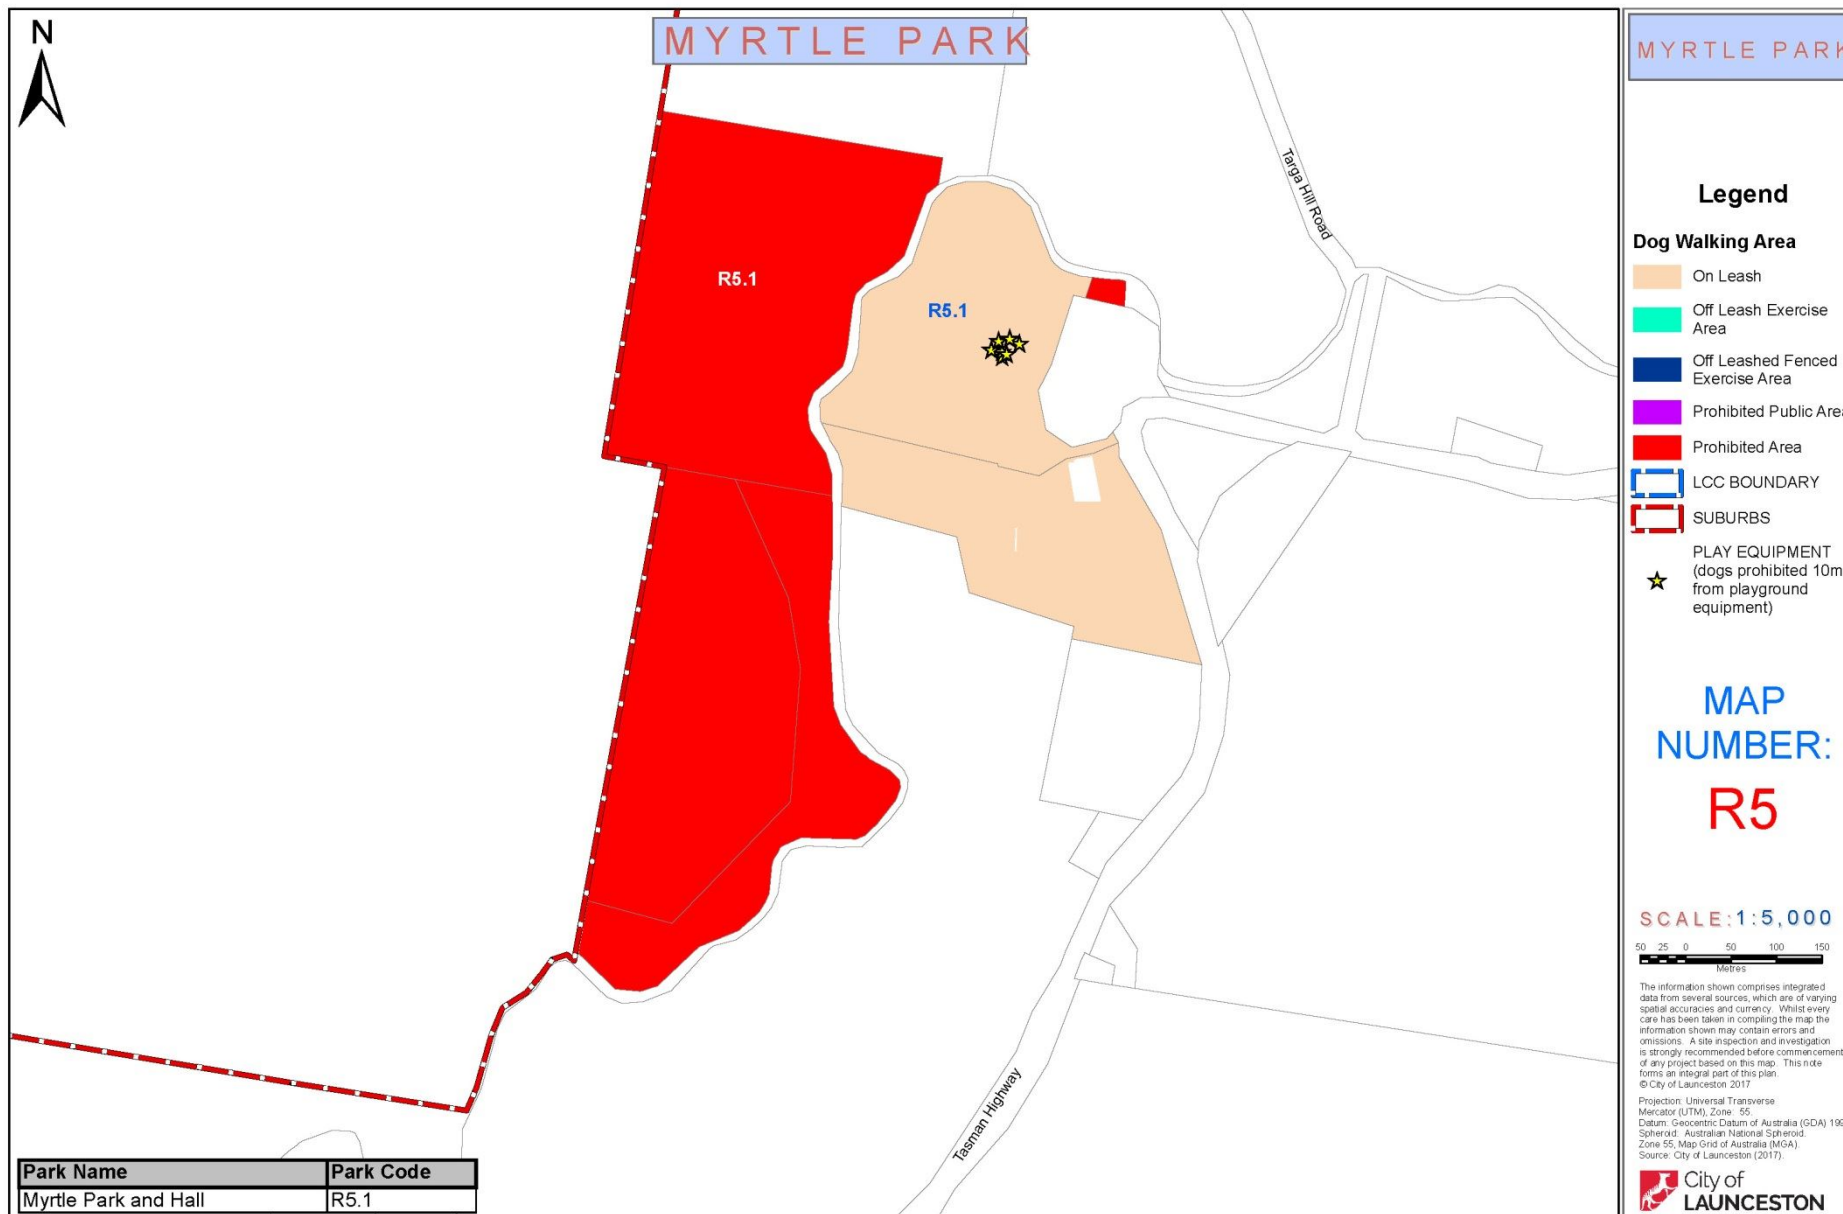 N
MYRTLE PARK
MYRTLE PARK
Targa Hill Road
R5.1
R5.1
Tasman Highway
Park Name Park Code
Myrtle Park and Hall R5.1
Legend
Dog Walking Area
On Leash
Off Leash Exercise
Area
Off Leashed Fenced
Exercise Area
Prohibited Public Area
Prohibited Area
LCC BOUNDARY
SUBURBS
PLAY EQUIPMENT
(dogs prohibited 10m
from playground
equipment)
MAP
NUMBER:
R5
SCALE: 1:5,000
50 25 0 50 100 150
Metres
The information shown comprises integrated
data from several sources, which are of varying
spatial accuracies and currency. Whilst every
care has been taken in compiling the map the
information shown may contain errors and
omissions. A site inspection and investigation
is strongly recommended before commencement
of any project based on this map. This note
forms an integral part of this plan.
© City of Launceston 2017
Projection: Universal Transverse
Mercator (UTM), Zone: 55.
Datum: Geocentric Datum of Australia (GDA) 199
Spheroid: Australian National Spheroid.
Zone 55, Map Grid of Australia (MGA).
Source: City of Launceston (2017).
City of
LAUNCESTON